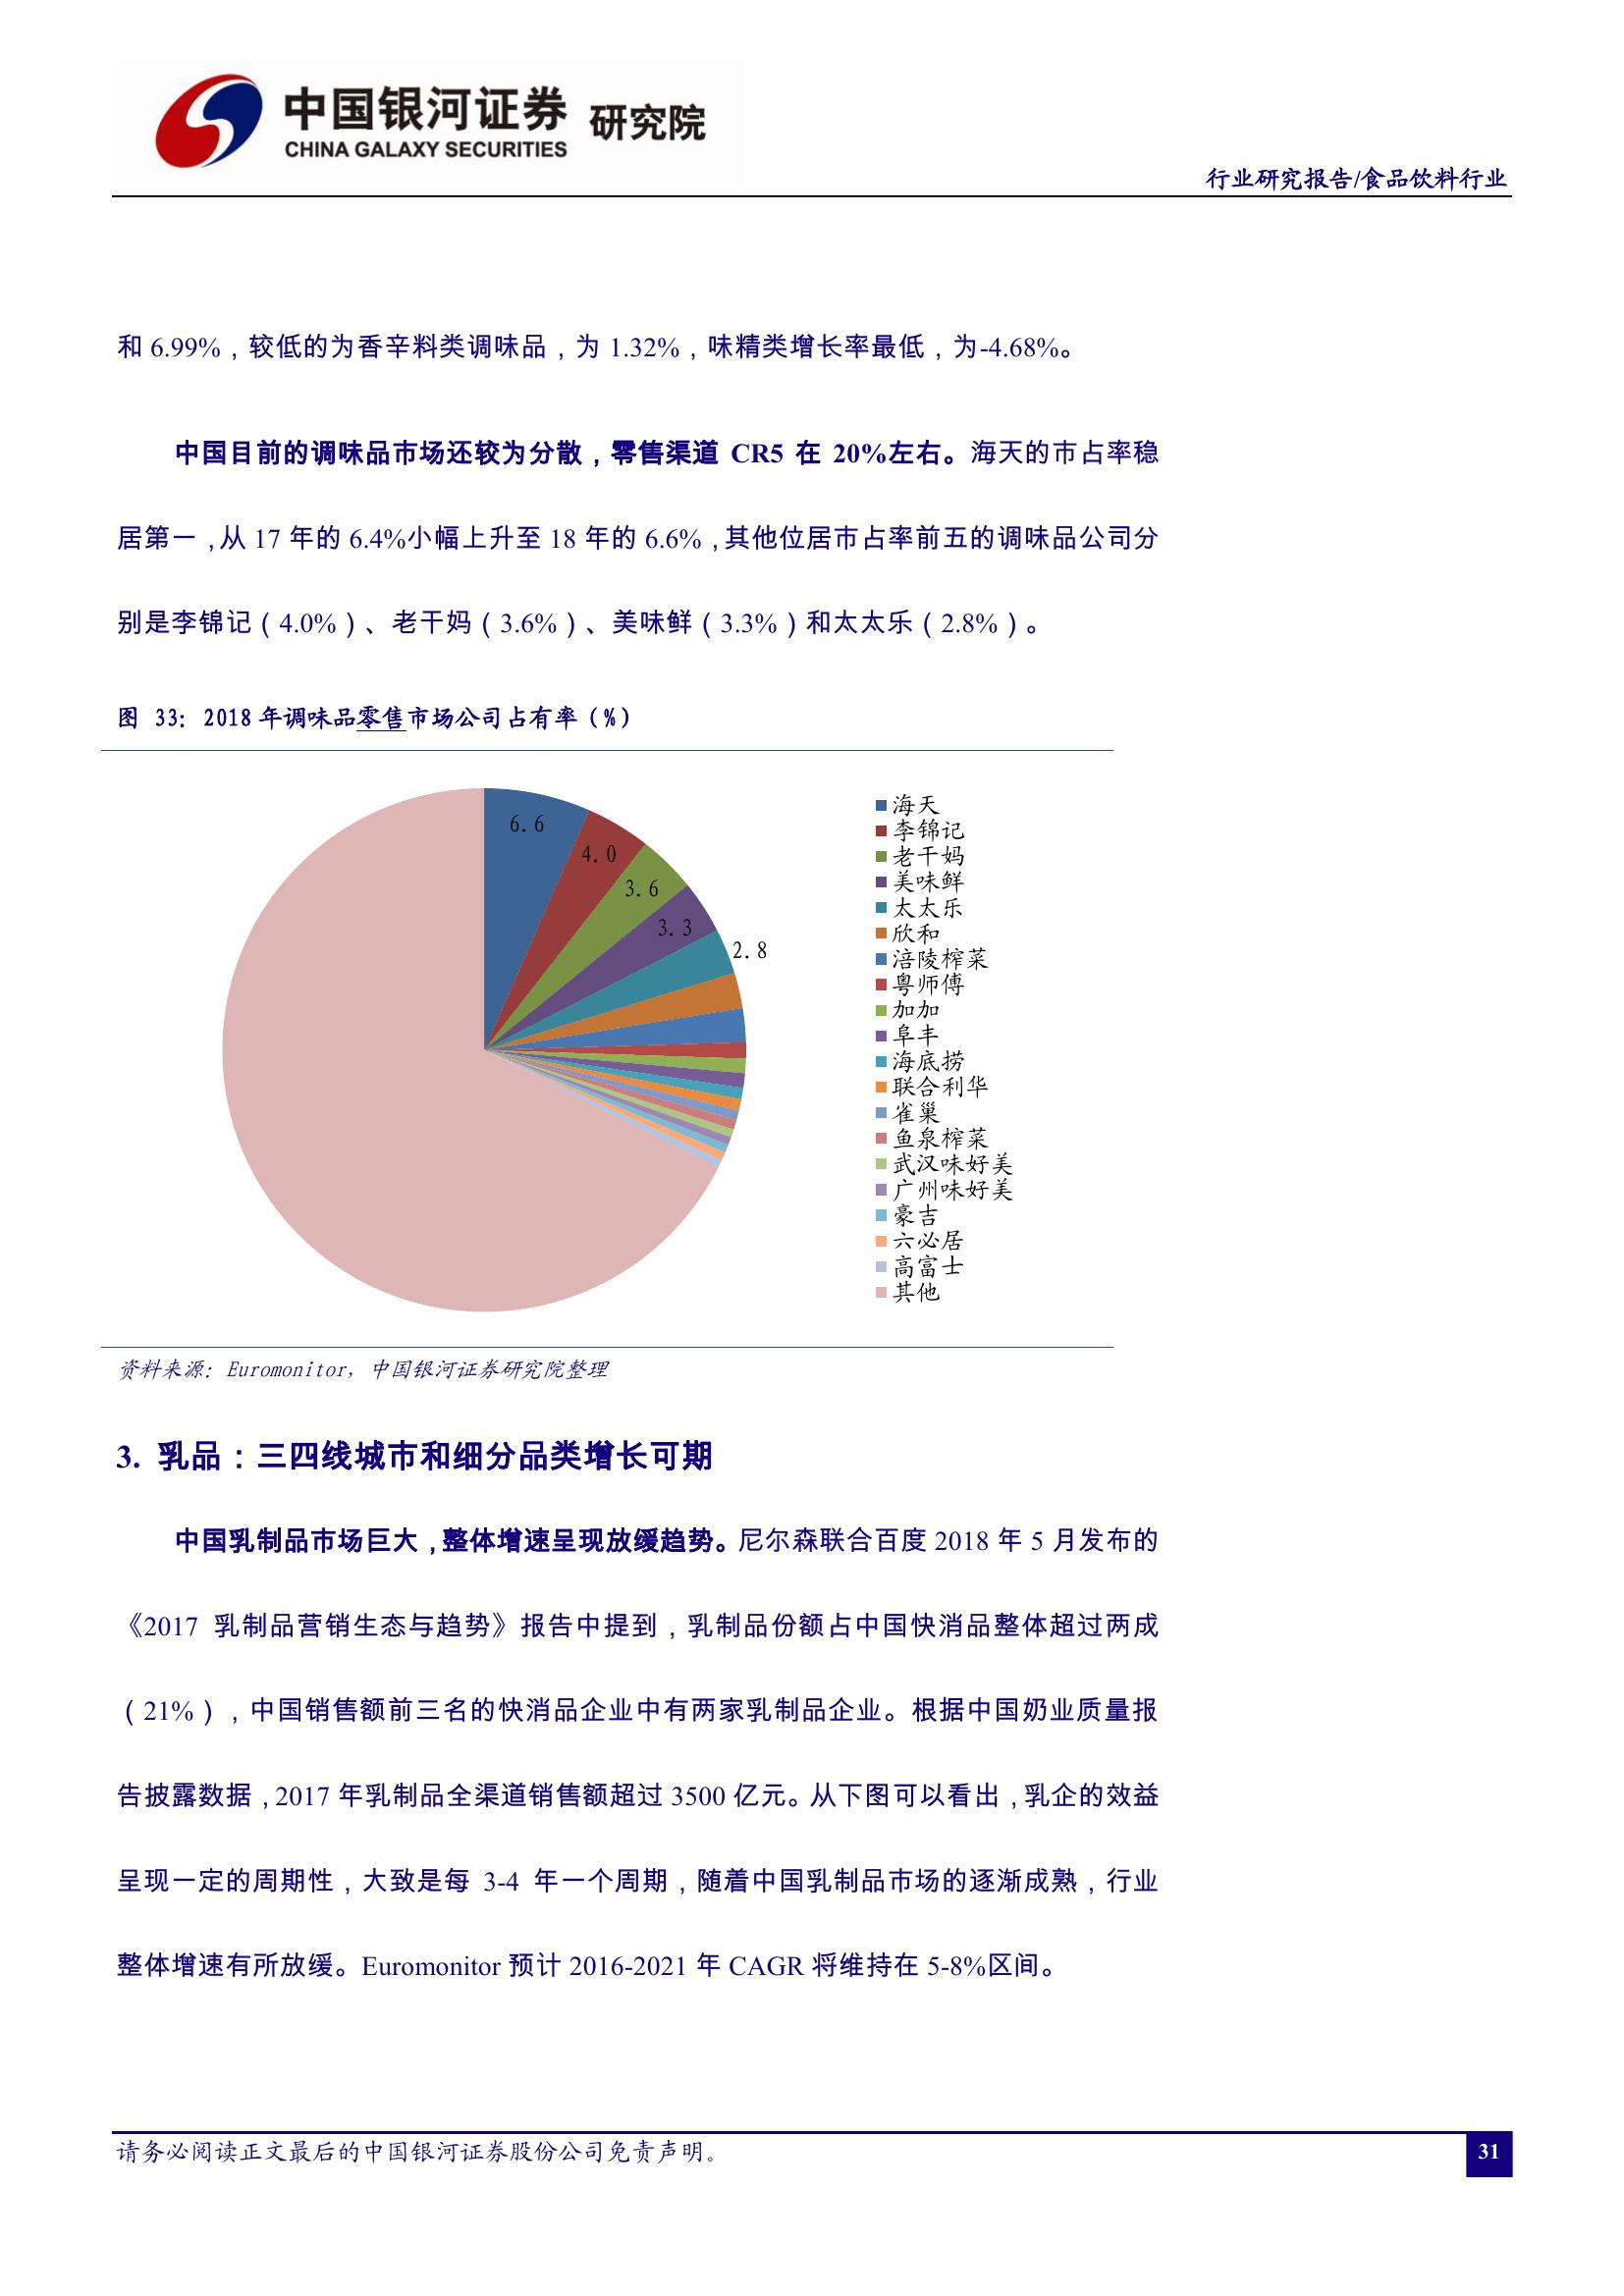 中国银河证券 研究院
CHINA GALAXY SECURITIES
行业研究报告/食品饮料行业
和 6.99%，较低的为香辛料类调味品，为 1.32%，味精类增长率最低，为-4.68%。
中国目前的调味品市场还较为分散，零售渠道 CR5 在 20%左右。海天的市占率稳
居第一，从 17 年的 6.4%小幅上升至 18 年的 6.6%，其他位居市占率前五的调味品公司分
别是李锦记（4.0%）、老干妈（3.6%）、美味鲜（3.3%）和太太乐（2.8%）。
图 33：2018 年调味品零售市场公司占有率（%）
6.6
4.0
3.6
3.3
2.8
海天
李锦记
老干妈
美味鲜
太太乐
欣和
涪陵榨菜
粤师傅
加加
阜丰
海底捞
联合利华
雀巢
鱼泉榨菜
武汉味好美
广州味好美
豪吉
六必居
高富士
其他
资料来源：Euromonitor，中国银河证券研究院整理
3. 乳品：三四线城市和细分品类增长可期
中国乳制品市场巨大，整体增速呈现放缓趋势。尼尔森联合百度 2018 年 5 月发布的
《2017 乳制品营销生态与趋势》报告中提到，乳制品份额占中国快消品整体超过两成
（21%），中国销售额前三名的快消品企业中有两家乳制品企业。根据中国奶业质量报
告披露数据，2017 年乳制品全渠道销售额超过 3500 亿元。从下图可以看出，乳企的效益
呈现一定的周期性，大致是每 3-4 年一个周期，随着中国乳制品市场的逐渐成熟，行业
整体增速有所放缓。Euromonitor 预计 2016-2021 年 CAGR 将维持在 5-8%区间。
请务必阅读正文最后的中国银河证券股份公司免责声明。
31